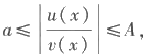 a ≤ | u(x) / v(x) | ≤ A,